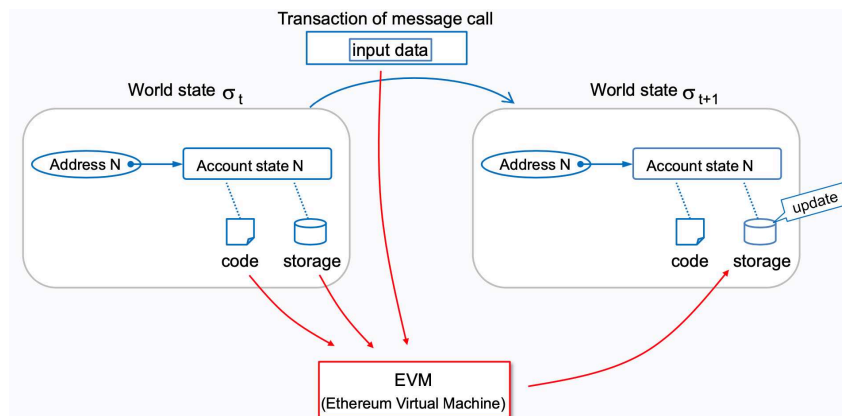 Transaction of message call
input data
World state σt
World state σt+1
Address N
Account state N
Address N
Account state N
update
code
storage
code
storage
EVM
(Ethereum Virtual Machine)